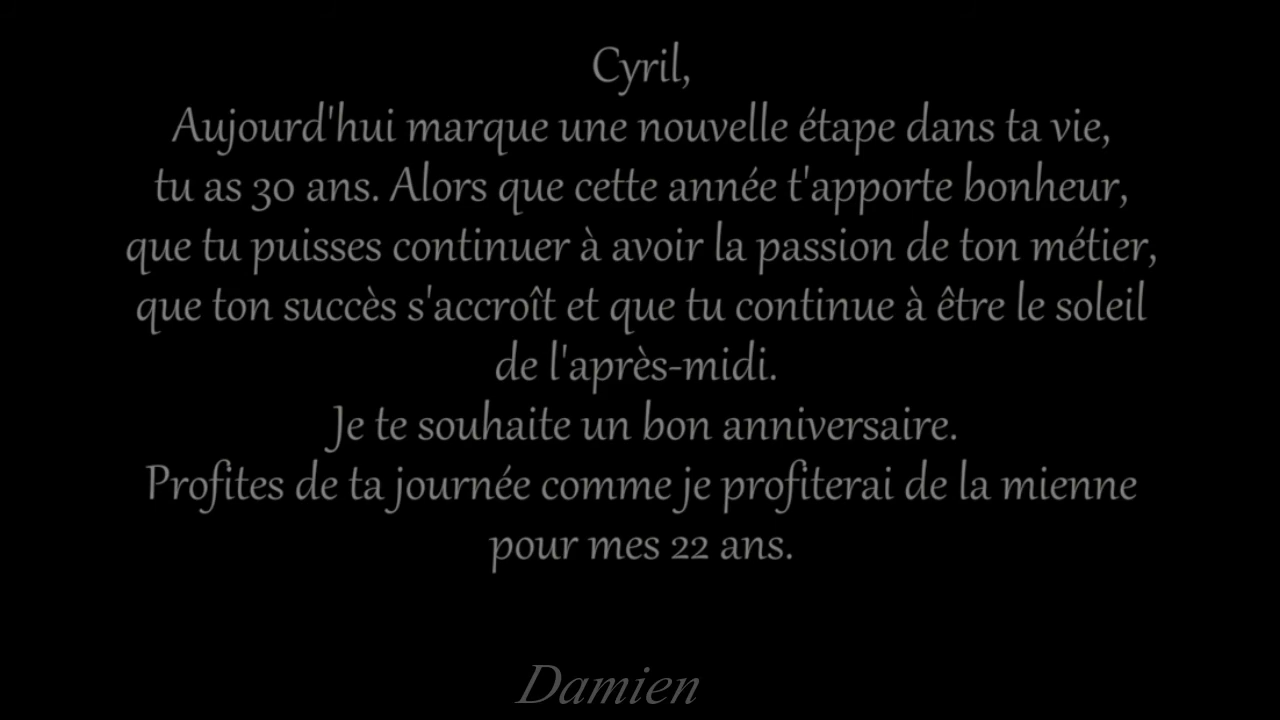 Cyril,
Aujourd'hui marque une nouvelle étape dans ta vie,
tu as 30 ans. Alors que cette année t'apporte bonheur,
que tu puisses continuer à avoir la passion de ton métier,
que ton succès s'accroît et que tu continue à être le soleil
de l'après-midi.
Je te souhaite un bon anniversaire.
Profites de ta journée comme je profiterai de la mienne
pour mes 22 ans.
Damien